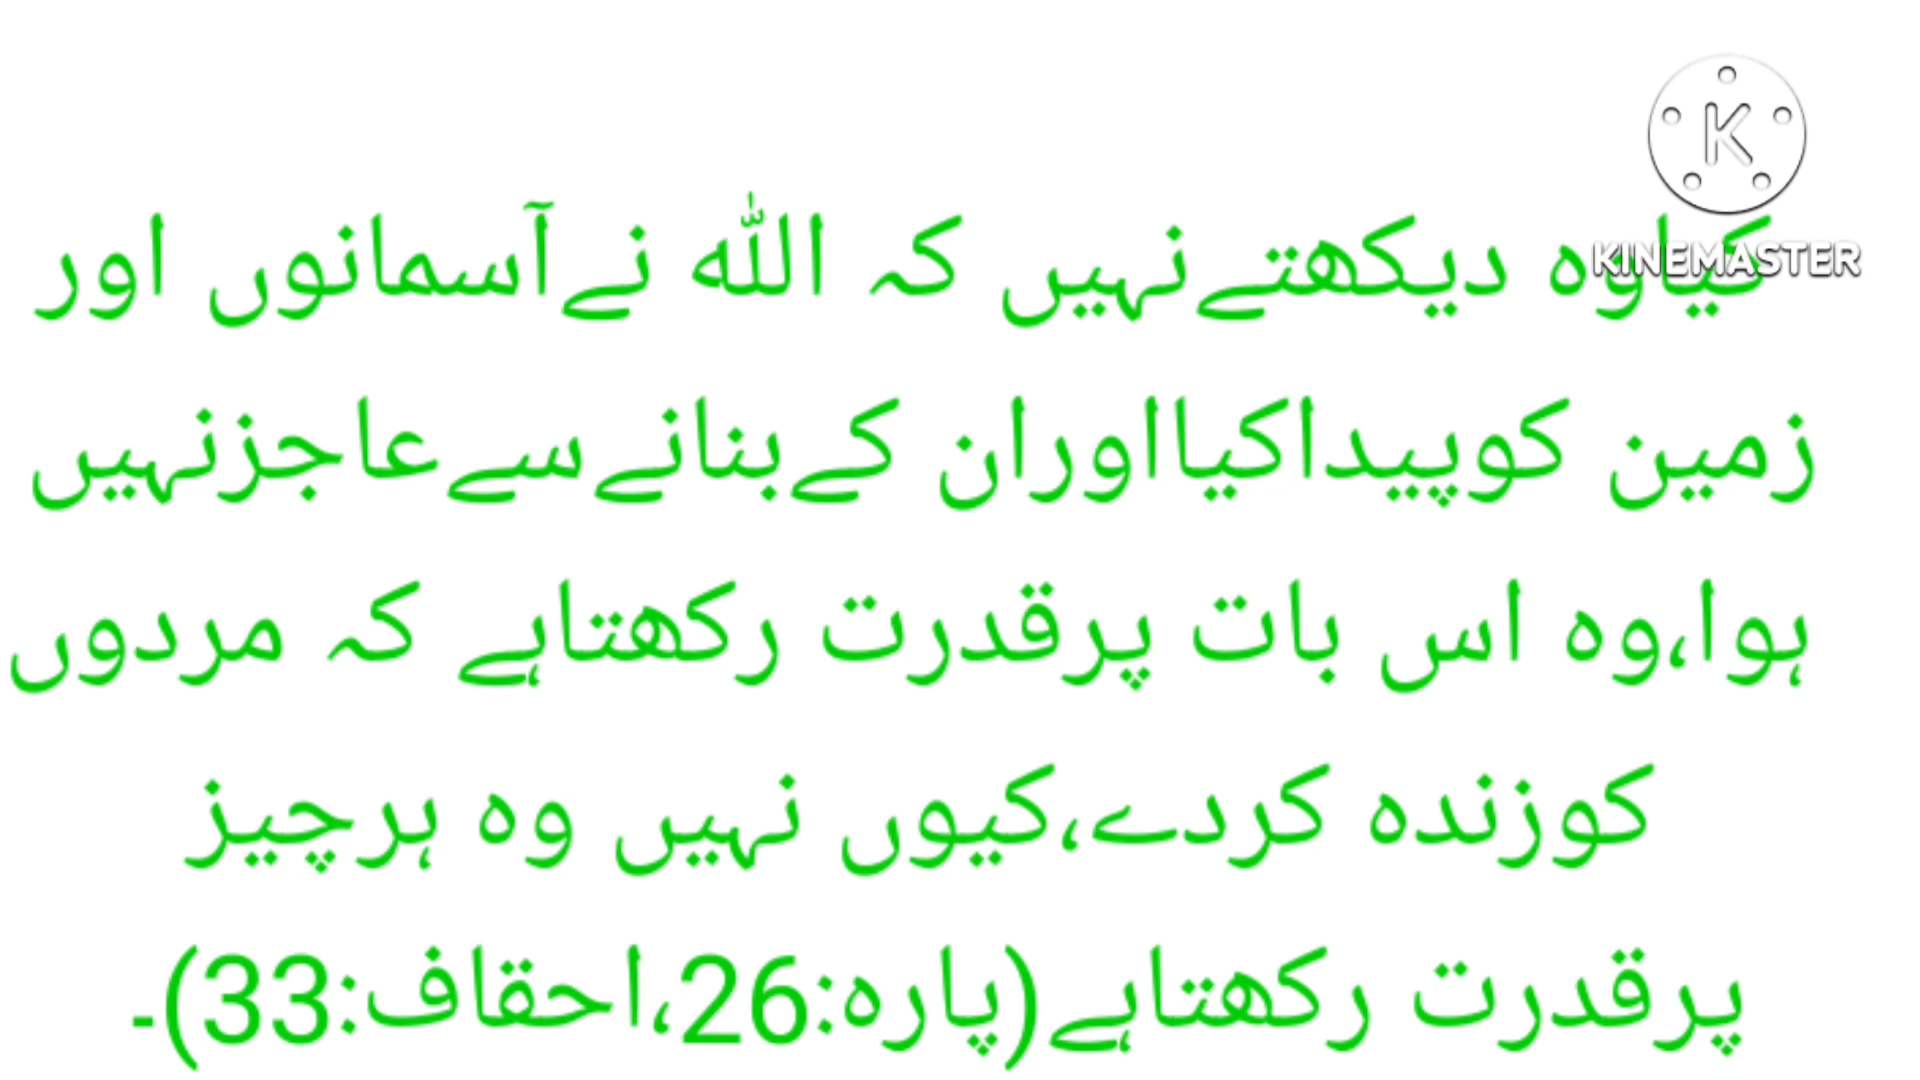 KINEMASTER
کیاوہ دیکھتےنہیں کہ اللہ نےآسمانوں اور
زمین کوپیداکیااوران کےبنانےسےعاجزنہیں
ہوا،وہ اس بات پرقدرت رکھتاہے کہ مردوں
کوزندہ کردے،کیوں نہیں وہ ہرچیز
پرقدرت رکھتاہے(پارہ:26،احقاف:33)۔